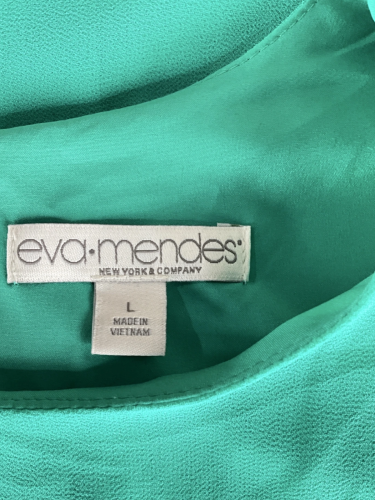 eva·mendes
NEW YORK & COMPANY
L
MADE IN
VIETNAM